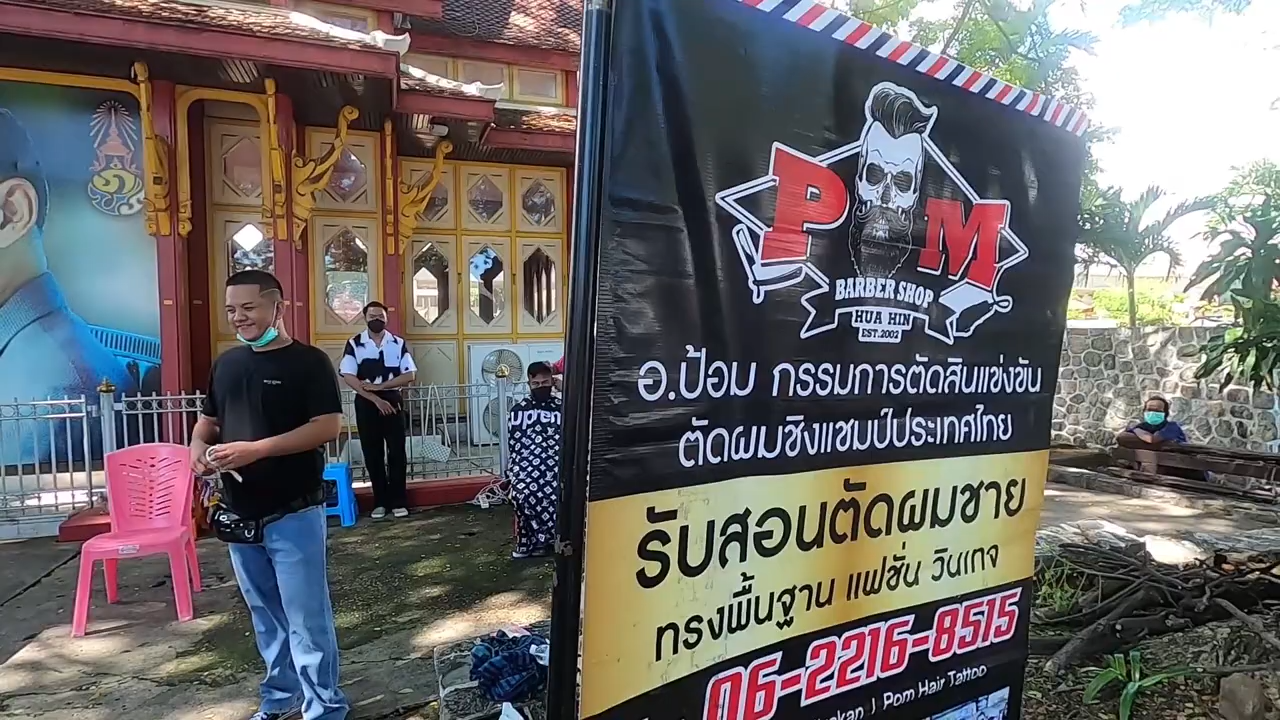 P M
BARBER SHOP
HUA HIN
EST.2002
อ.ป้อม กรรมการตัดสินแข่งขัน
ตัดผมชิงแชมป์ประเทศไทย
รับสอนตัดผมชาย
ทรงพื้นฐาน แฟชั่น วินเทจ
06-2216-8515
Pom Hair Tattoo
uprem